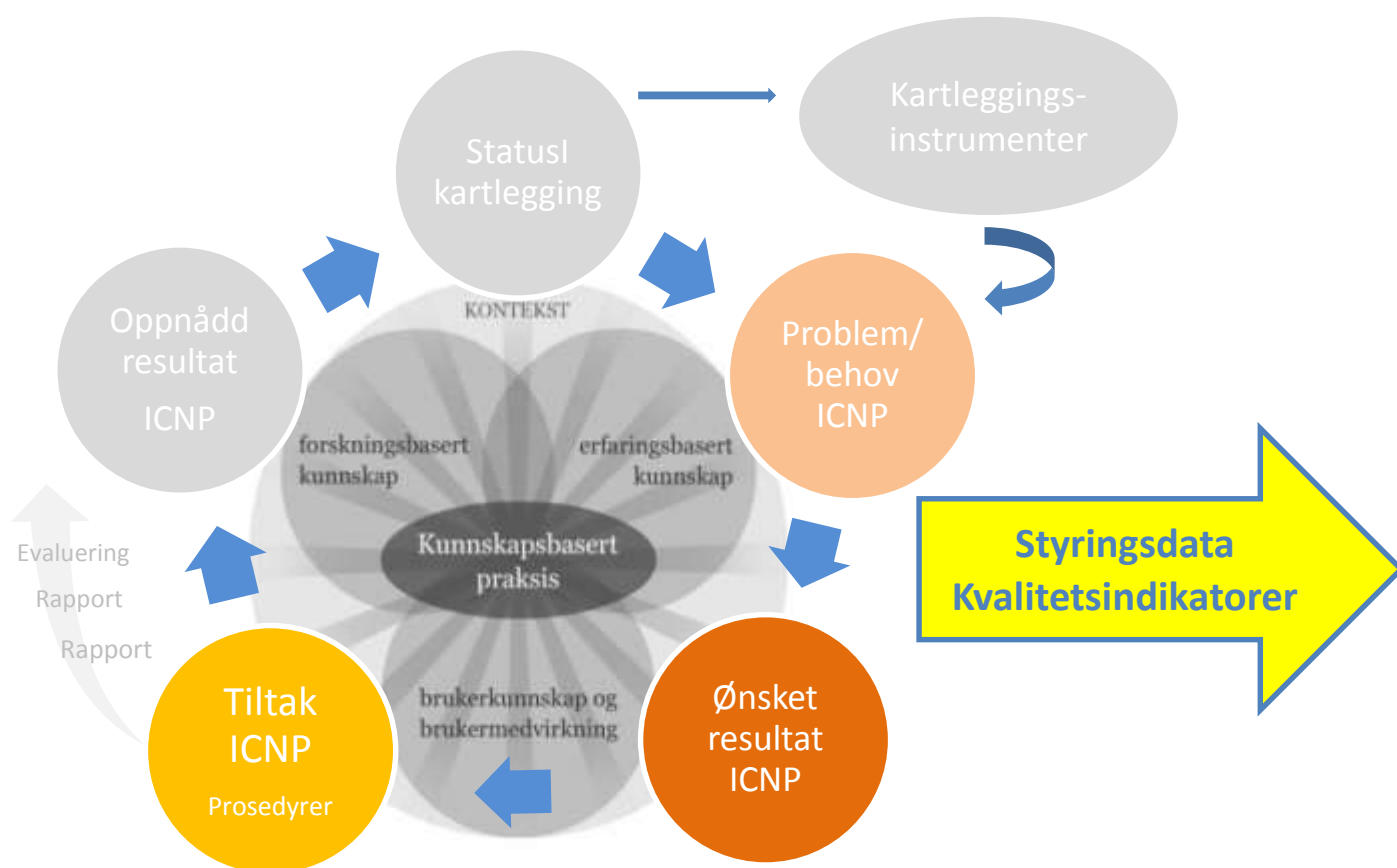 StatusI
kartlegging
Kartleggings-
instrumenter
Oppnådd
resultat
ICNP
KONTEKST
Problem/
behov
ICNP
forskningsbasert
kunnskap
erfaringsbasert
kunnskap
Kunnskapsbasert
praksis
Styringsdata
Kvalitetsindikatorer
Evaluering
Rapport
Rapport
Tiltak
ICNP
Prosedyrer
brukerkunnskap og
brukermedvirkning
Ønsket
resultat
ICNP